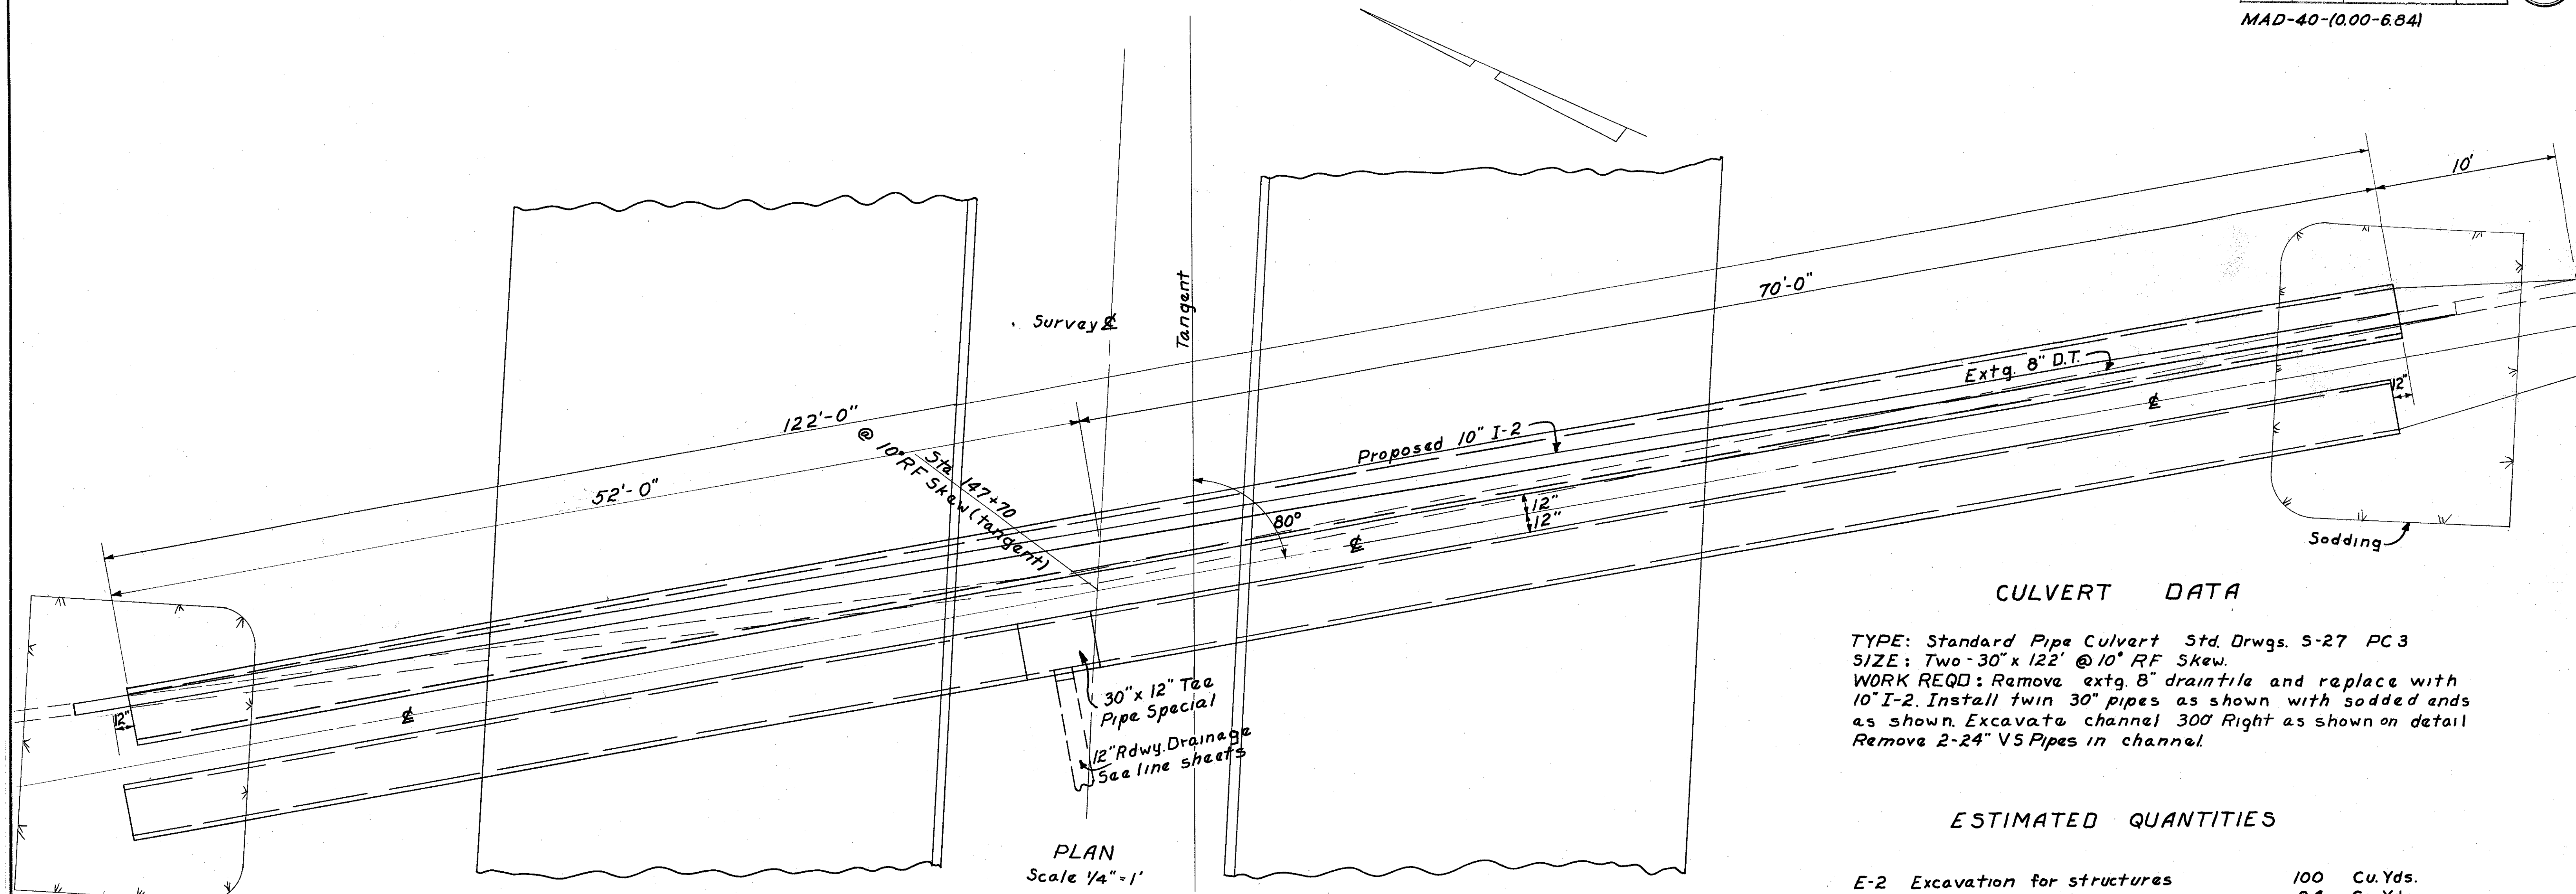 MAD-40-(0.00-6.84)
10'
70'-0"
Tangent
Survey ℄
Extg. 8" D.T.
12"
℄
122'-0"
@ 10° RF Skew (tangent)
Sta. 147+70
Proposed 10" I-2
52'-0"
12"
12"
80°
℄
Sodding
CULVERT DATA
TYPE: Standard Pipe Culvert Std. Drwgs. S-27 PC 3
SIZE: Two - 30" x 122' @ 10° RF Skew.
WORK REQD: Remove extg. 8" draintile and replace with
10" I-2. Install twin 30" pipes as shown with sodded ends
as shown. Excavate channel 300' Right as shown on detail
Remove 2-24" VS Pipes in channel.
30" x 12" Tee
Pipe Special
12"
℄
12" Rdwy. Drainage
See line sheets
ESTIMATED QUANTITIES
PLAN
Scale 1/4" = 1'
E-2 Excavation for structures 100 Cu. Yds.